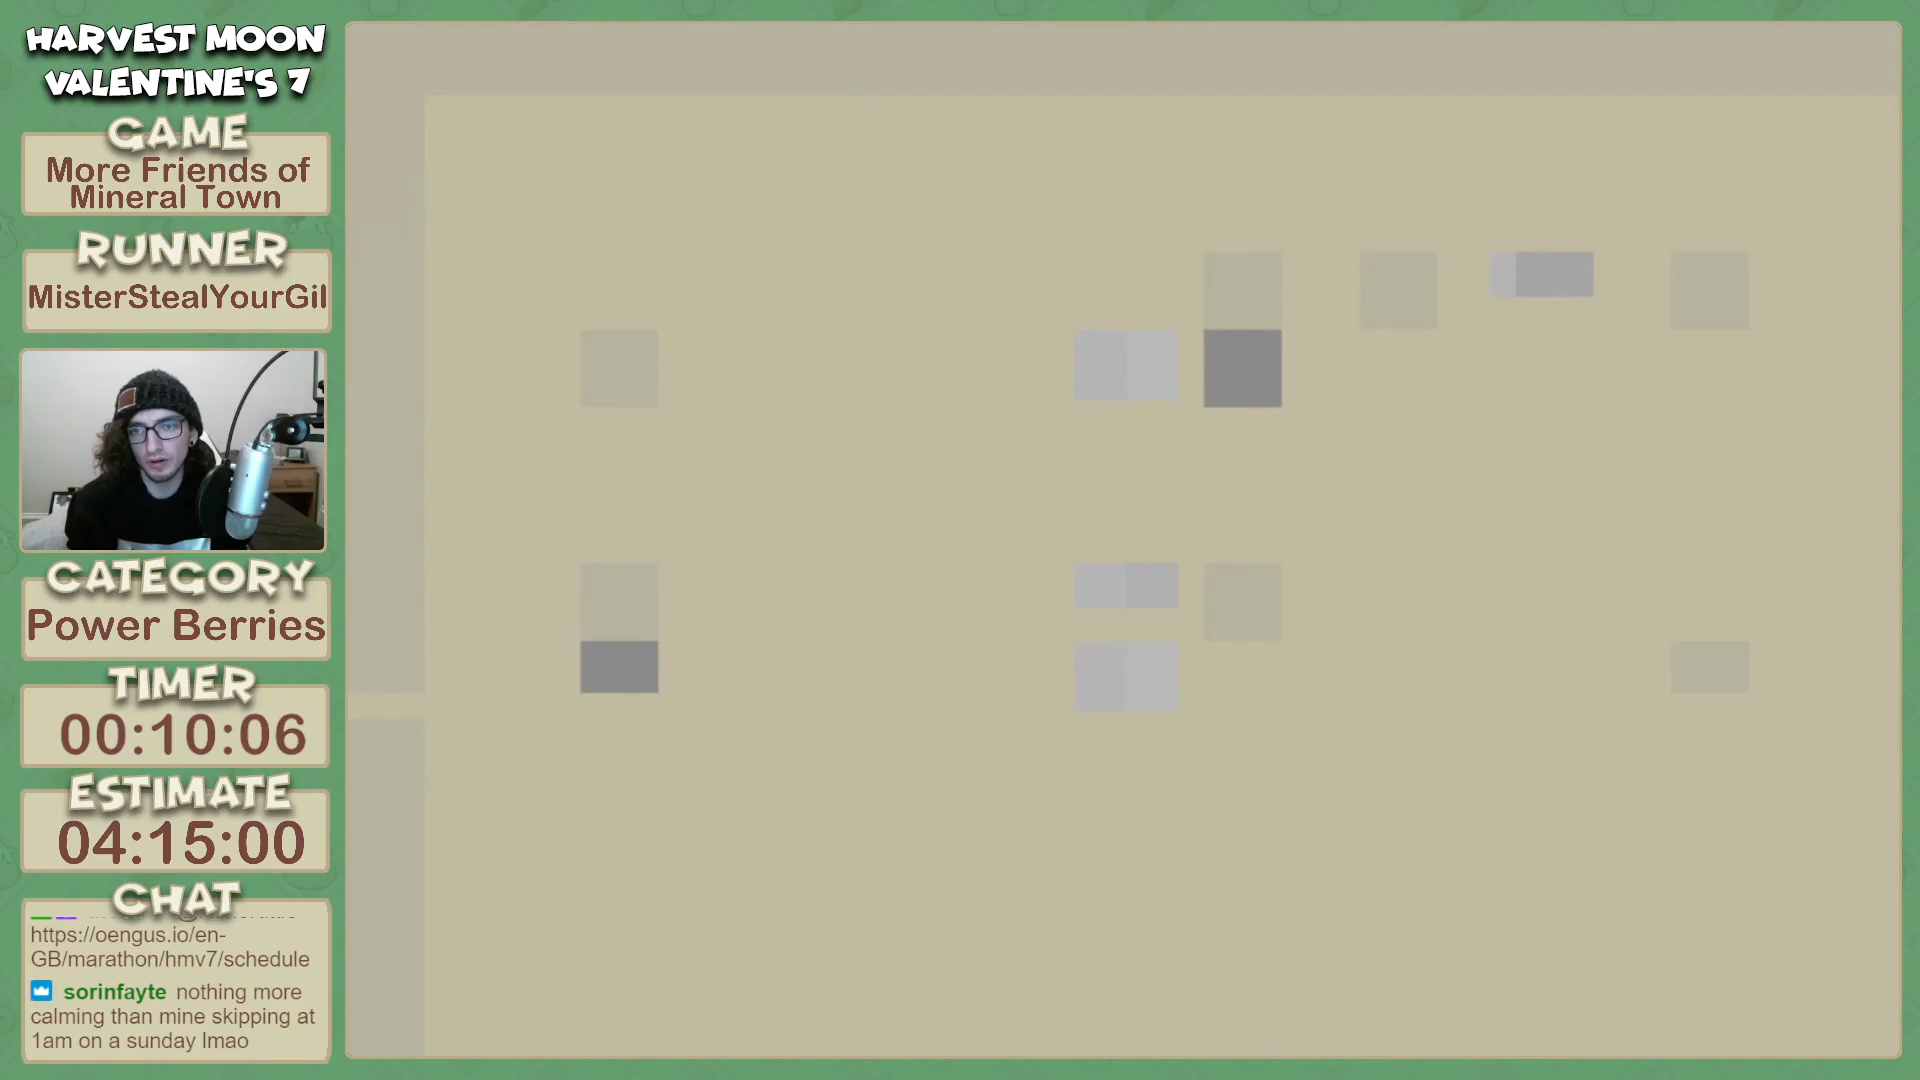 HARVEST MOON
VALENTINE'S 7
GAME
More Friends of
Mineral Town
RUNNER
MisterStealYourGil
CATEGORY
Power Berries
TIMER
00:10:06
ESTIMATE
04:15:00
CHAT
https://oengus.io/en-
GB/marathon/hmv7/schedule
sorinfayte nothing more
calming than mine skipping at
1am on a sunday lmao